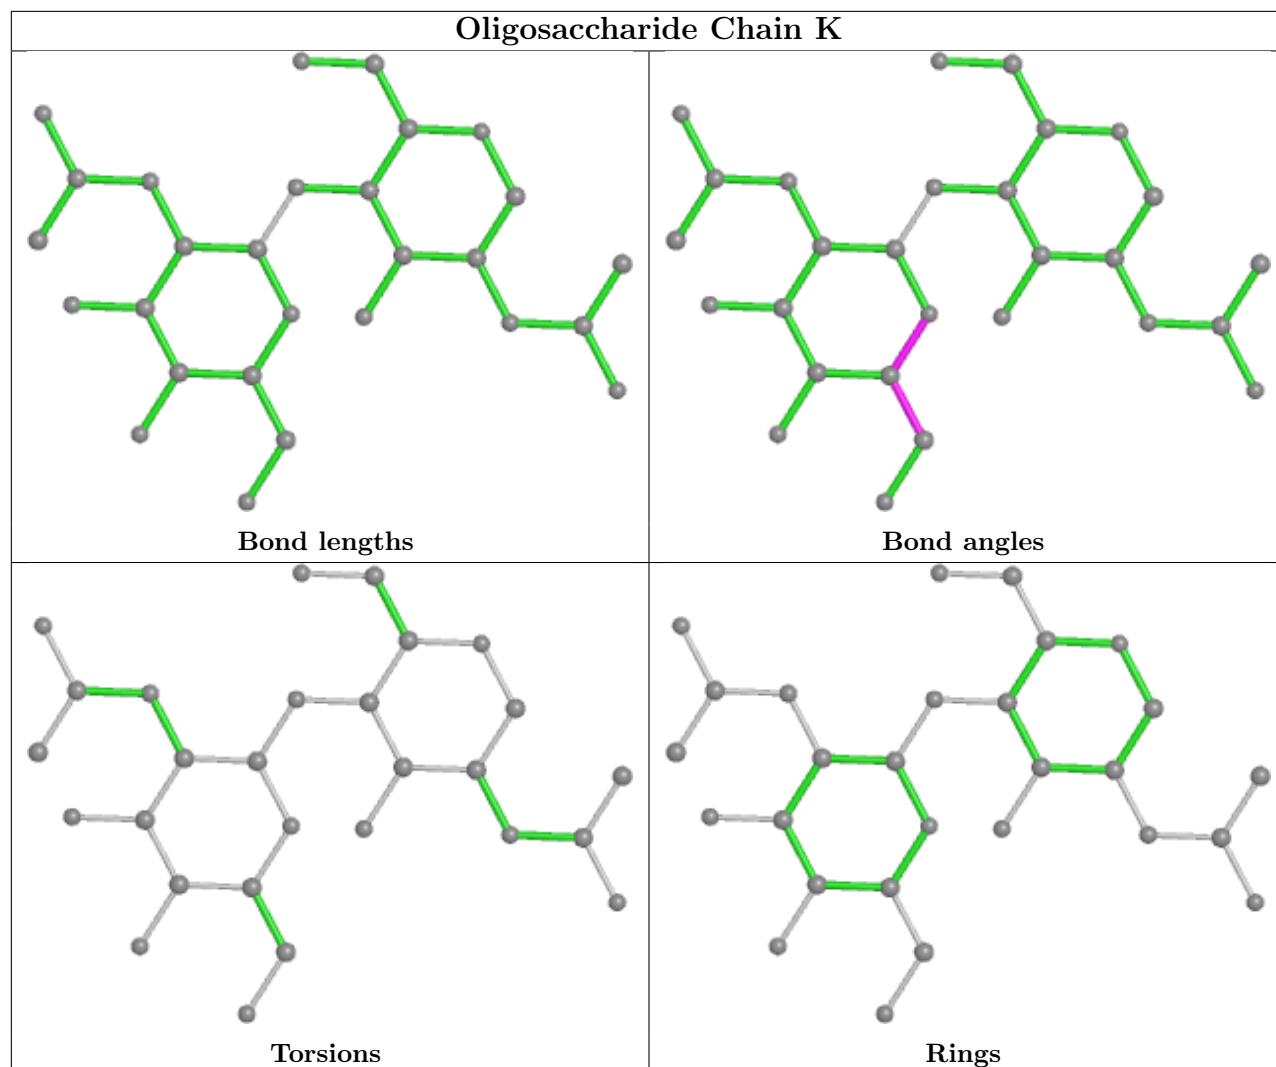 Oligosaccharide Chain K
Bond lengths
Bond angles
Torsions
Rings